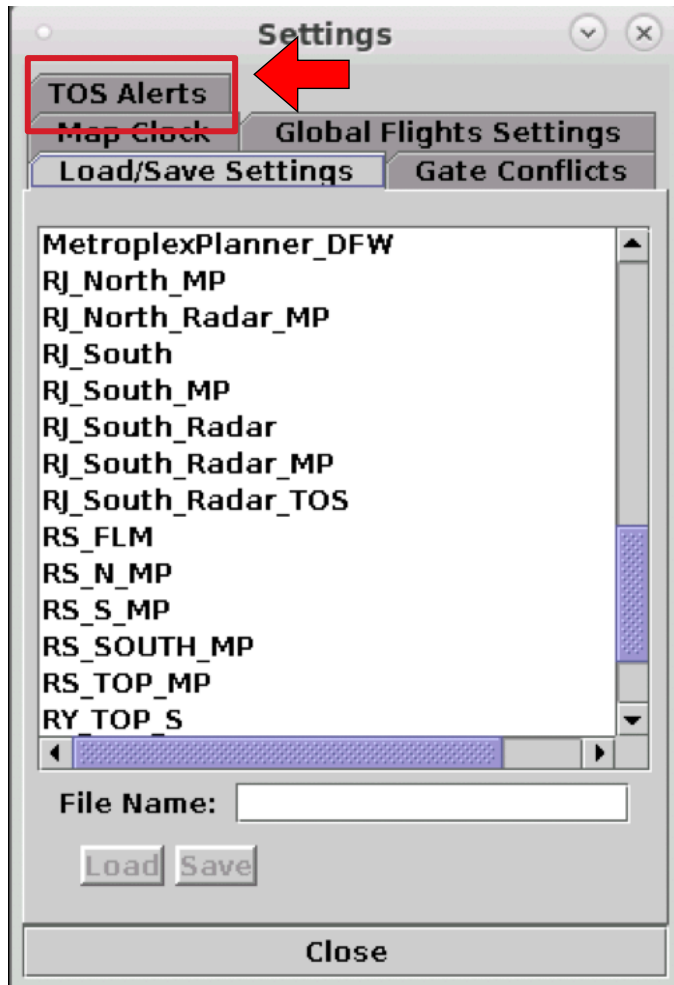 Settings
TOS Alerts
Map Clock Global Flights Settings
Load/Save Settings Gate Conflicts
MetroplexPlanner_DFW
RJ_North_MP
RJ_North_Radar_MP
RJ_South
RJ_South_MP
RJ_South_Radar
RJ_South_Radar_MP
RJ_South_Radar_TOS
RS_FLM
RS_N_MP
RS_S_MP
RS_SOUTH_MP
RS_TOP_MP
RY_TOP_S
File Name:
Load Save
Close